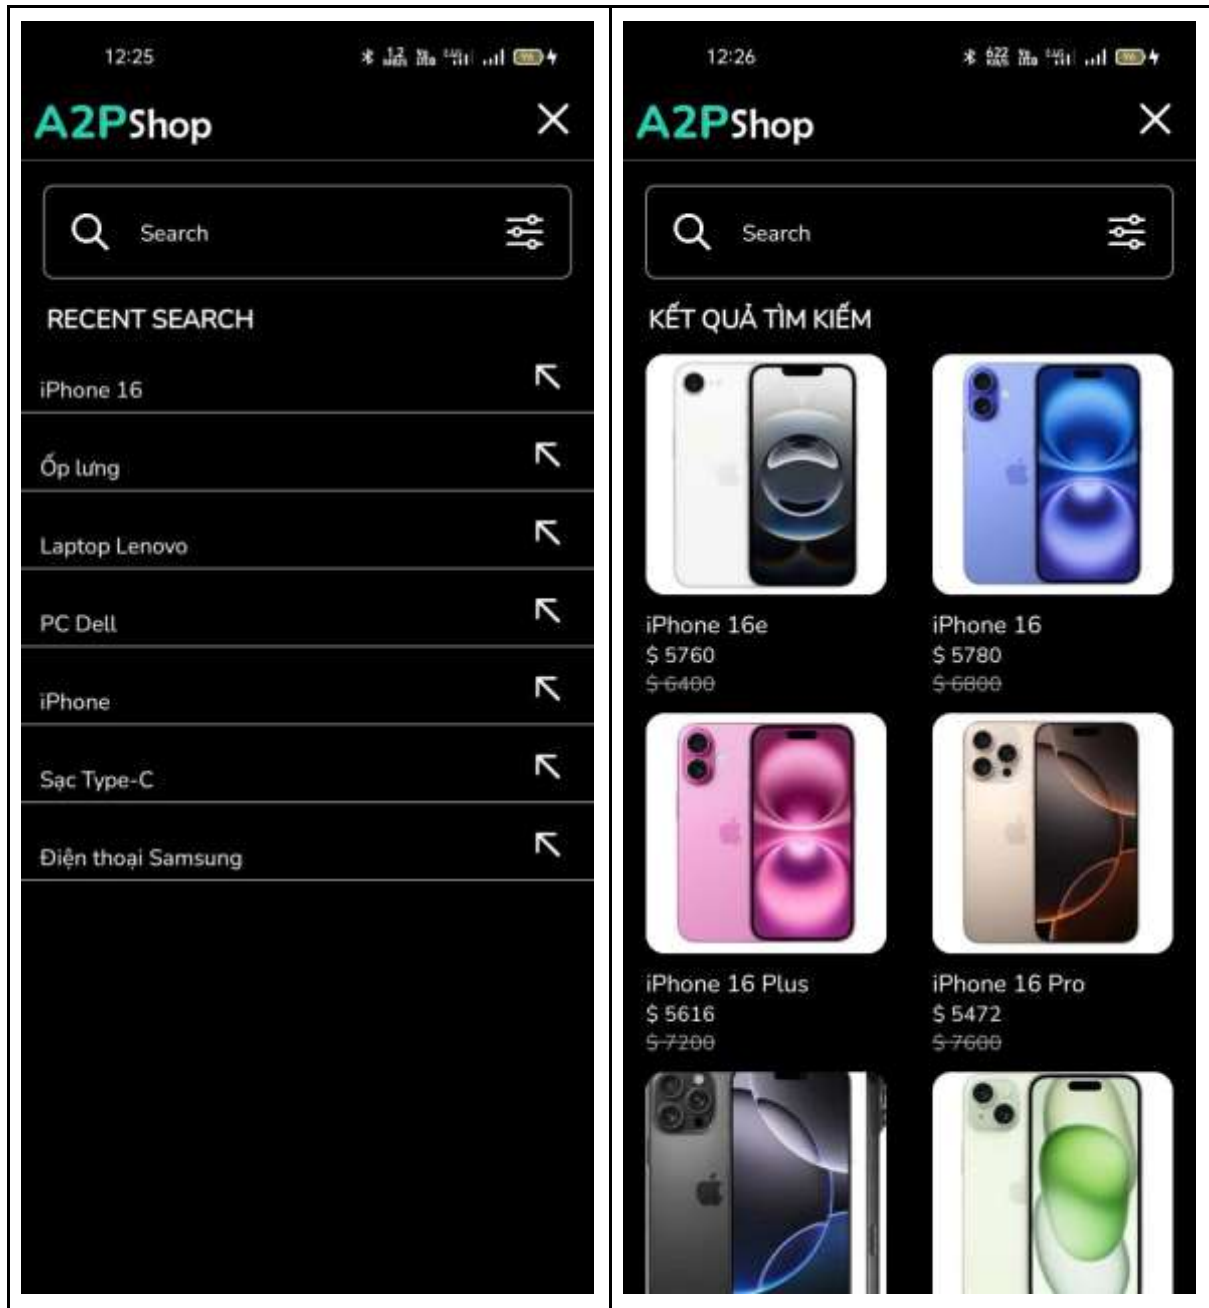 12:25
A2PShop
Search
RECENT SEARCH
iPhone 16
Ốp lưng
Laptop Lenovo
PC Dell
iPhone
Sạc Type-C
Điện thoại Samsung
12:26
A2PShop
Search
KẾT QUẢ TÌM KIẾM
iPhone 16e
$ 5760
$ 6400
iPhone 16
$ 5780
$ 6800
iPhone 16 Plus
$ 5616
$ 7200
iPhone 16 Pro
$ 5472
$ 7600